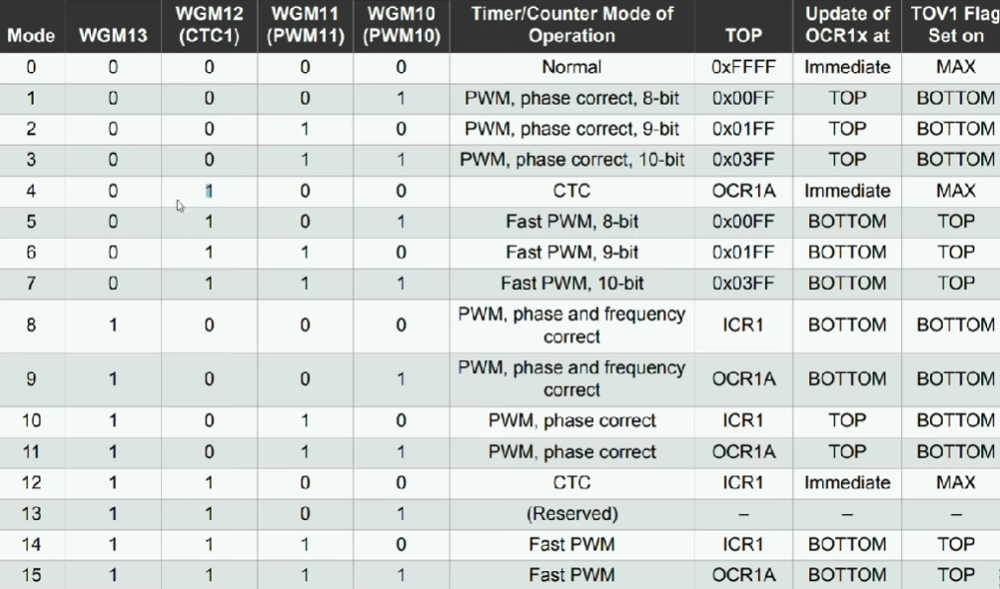 Mode WGM13 WGM12 (CTC1) WGM11 (PWM11) WGM10 (PWM10) Timer/Counter Mode of Operation TOP Update of OCR1x at TOV1 Flag Set on
0 0 0 0 0 Normal 0xFFFF Immediate MAX
1 0 0 0 1 PWM, phase correct, 8-bit 0x00FF TOP BOTTOM
2 0 0 1 0 PWM, phase correct, 9-bit 0x01FF TOP BOTTOM
3 0 0 1 1 PWM, phase correct, 10-bit 0x03FF TOP BOTTOM
4 0 1 0 0 CTC OCR1A Immediate MAX
5 0 1 0 1 Fast PWM, 8-bit 0x00FF BOTTOM TOP
6 0 1 1 0 Fast PWM, 9-bit 0x01FF BOTTOM TOP
7 0 1 1 1 Fast PWM, 10-bit 0x03FF BOTTOM TOP
8 1 0 0 0 PWM, phase and frequency correct ICR1 BOTTOM BOTTOM
9 1 0 0 1 PWM, phase and frequency correct OCR1A BOTTOM BOTTOM
10 1 0 1 0 PWM, phase correct ICR1 TOP BOTTOM
11 1 0 1 1 PWM, phase correct OCR1A TOP BOTTOM
12 1 1 0 0 CTC ICR1 Immediate MAX
13 1 1 0 1 (Reserved) – – –
14 1 1 1 0 Fast PWM ICR1 BOTTOM TOP
15 1 1 1 1 Fast PWM OCR1A BOTTOM TOP